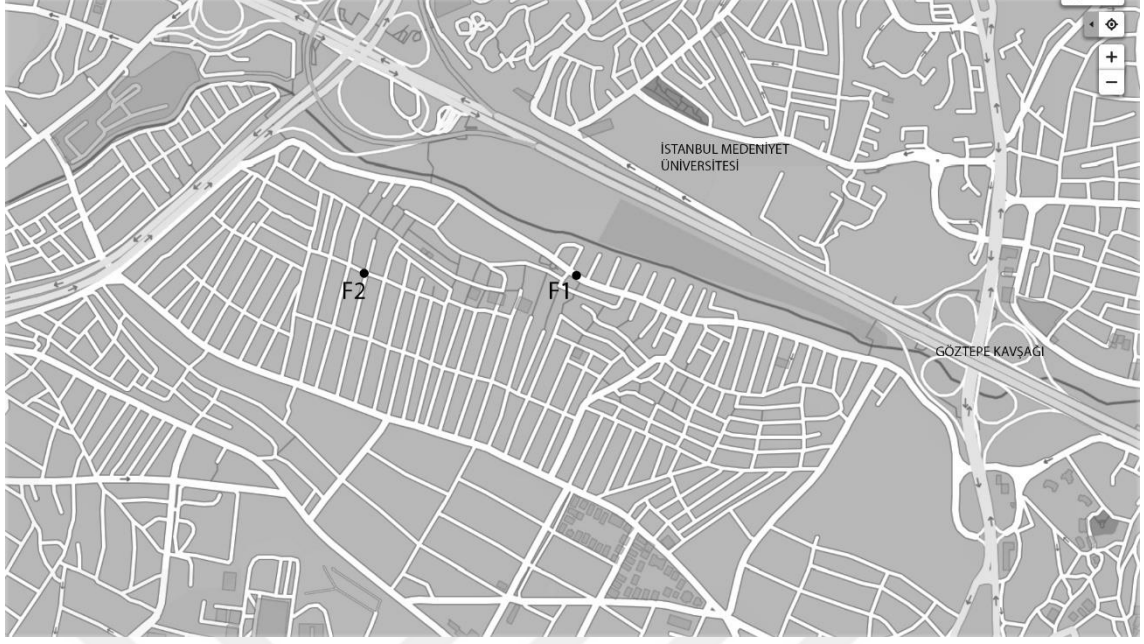 İSTANBUL MEDENİYET
ÜNİVERSİTESİ
F2
F1
GÖZTEPE KAVŞAĞI
+
−